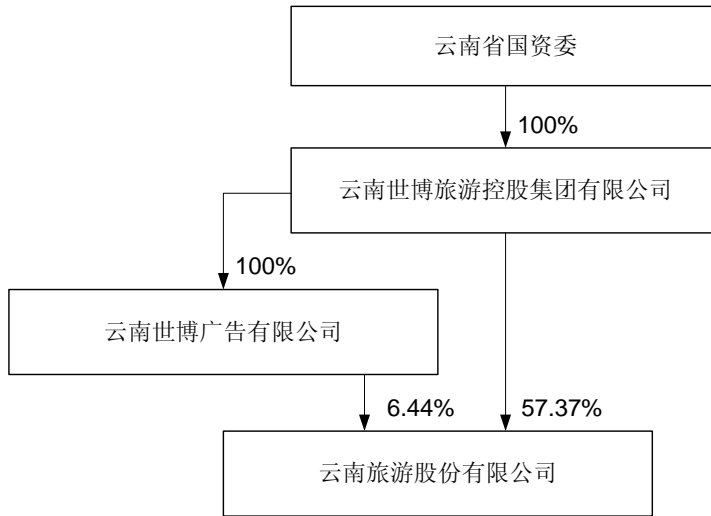 云南省国资委
100%
云南世博旅游控股集团有限公司
100%
云南世博广告有限公司
6.44%
57.37%
云南旅游股份有限公司